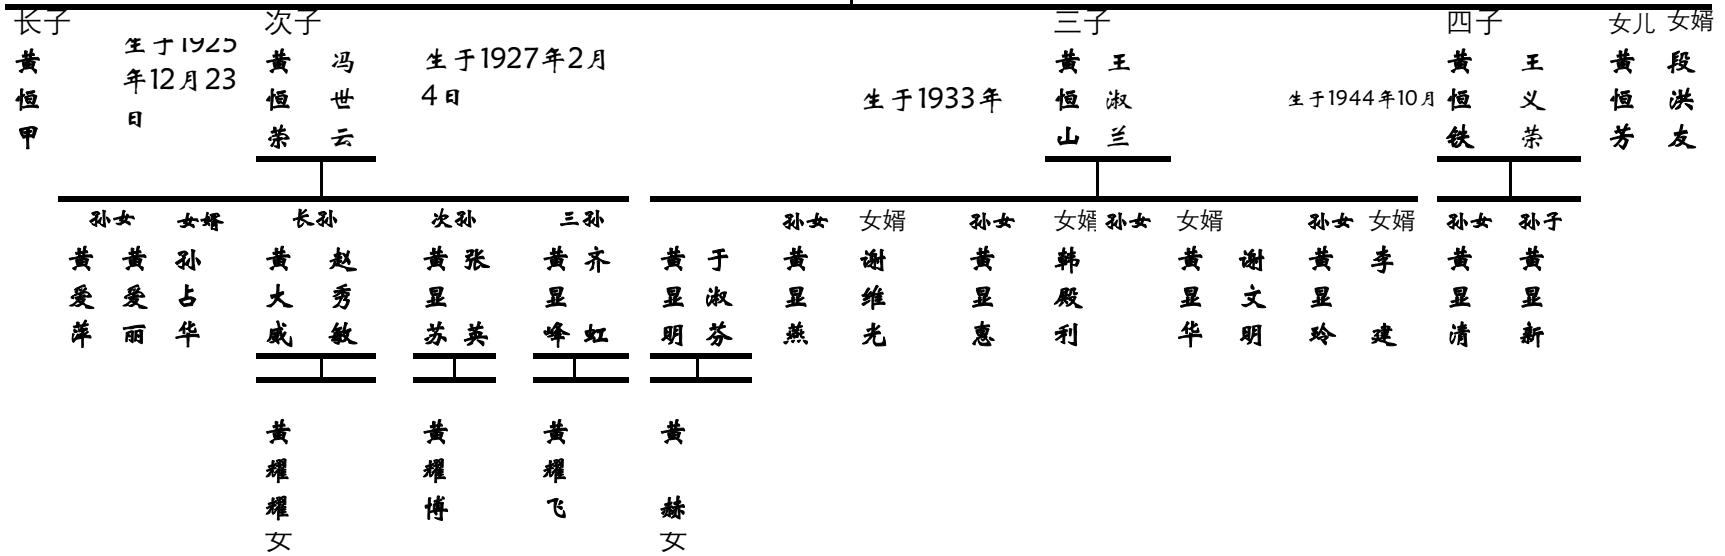 长子
黄恒甲
生于1925
年12月23
日
次子
黄恒荣
冯世云
生于1927年2月
4日
生于1933年
三子
黄恒山
王淑兰
生于1944年10月
四子
黄恒铁
王义荣
女儿
黄恒芳
女婿
段洪友
孙女
黄爱萍
黄爱丽
女婿
孙占华
长孙
黄大威
赵秀敏
次孙
黄显苏
张英
三孙
黄显峰
齐虹
黄显明
于淑芬
孙女
黄显燕
女婿
谢维光
孙女
黄显惠
女婿
韩殿利
孙女
黄显华
女婿
谢文明
孙女
黄显玲
女婿
李建
孙女
黄显清
孙子
黄显新
黄耀耀
女
黄耀博
黄耀飞
黄赫
女